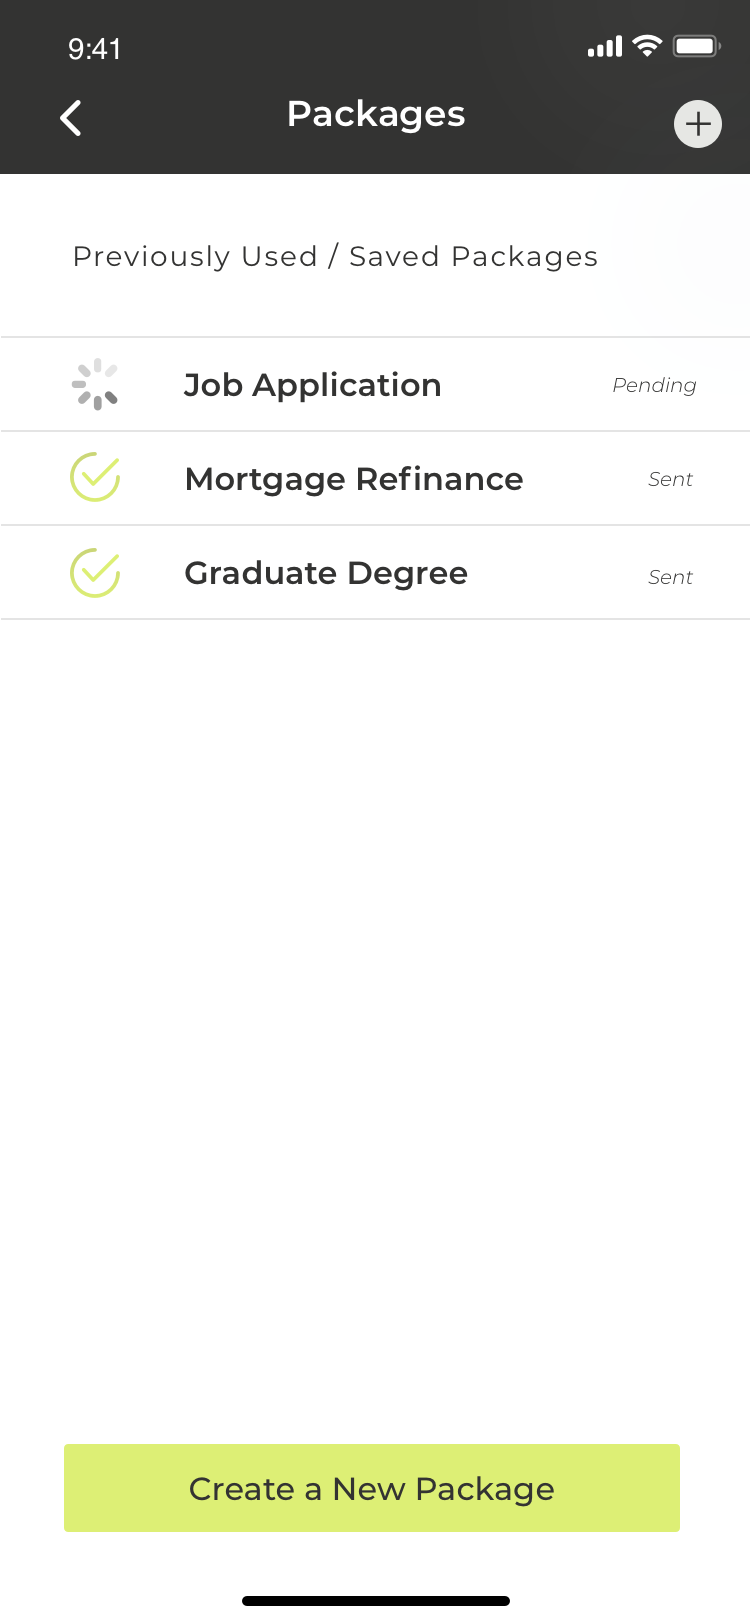 9:41
Packages
Previously Used / Saved Packages
Job Application Pending
Mortgage Refinance Sent
Graduate Degree Sent
Create a New Package